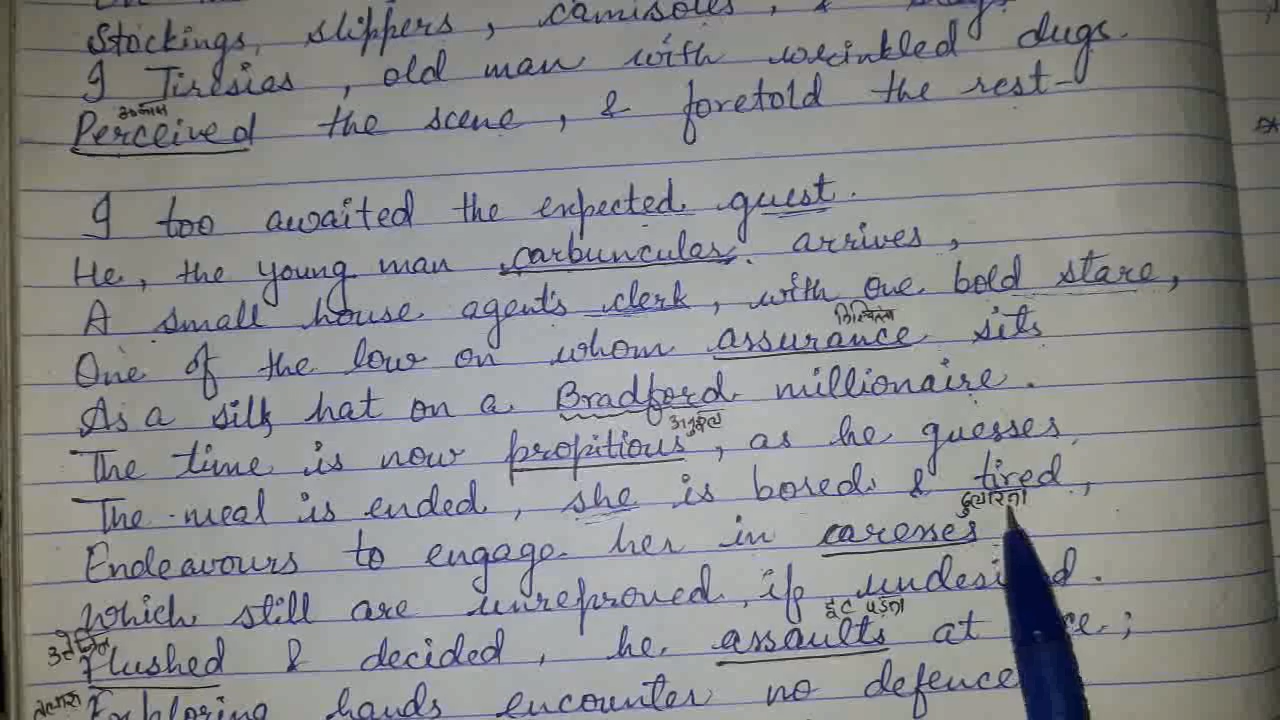 Stockings, slippers, camisoles, &
I Tiresias, old man with wrinkled dugs.
Perceived the scene, & foretold the rest-
I too awaited the expected guest.
He, the young man carbuncular. arrives,
A small house agent's clerk, with one bold stare,
निश्चितता
One of the low on whom assurance sits
As a silk hat on a Bradford millionaire.
अनुकूल
The time is now propitious, as he guesses,
The meal is ended, she is bored & tired,
दुलारना
Endeavours to engage her in caresses
Which still are unreproved, if
टूट पड़ना
Flushed & decided, he assaults at
Exploring hands encounter no defence